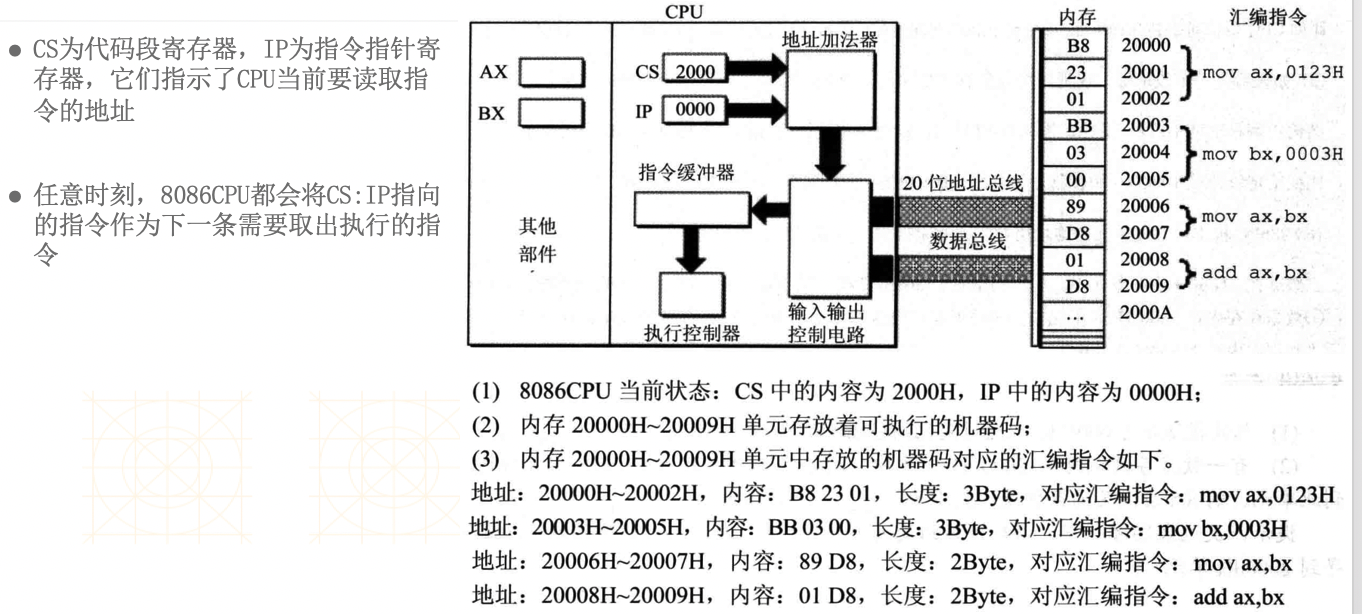 ● CS为代码段寄存器，IP为指令指针寄
存器，它们指示了CPU当前要读取指
令的地址
● 任意时刻，8086CPU都会将CS:IP指向
的指令作为下一条需要取出执行的指
令
CPU
AX
BX
其他
部件
CS 2000
IP 0000
地址加法器
指令缓冲器
执行控制器
输入输出
控制电路
20 位地址总线
数据总线
内存
汇编指令
B8 20000
23 20001 mov ax,0123H
01 20002
BB 20003
03 20004 mov bx,0003H
00 20005
89 20006
mov ax,bx
D8 20007
01 20008
add ax,bx
D8 20009
… 2000A
(1) 8086CPU 当前状态：CS 中的内容为 2000H，IP 中的内容为 0000H；
(2) 内存 20000H~20009H 单元存放着可执行的机器码；
(3) 内存 20000H~20009H 单元中存放的机器码对应的汇编指令如下。
地址：20000H~20002H，内容：B8 23 01，长度：3Byte，对应汇编指令：mov ax,0123H
地址：20003H~20005H，内容：BB 03 00，长度：3Byte，对应汇编指令：mov bx,0003H
地址：20006H~20007H，内容：89 D8，长度：2Byte，对应汇编指令：mov ax,bx
地址：20008H~20009H，内容：01 D8，长度：2Byte，对应汇编指令：add ax,bx